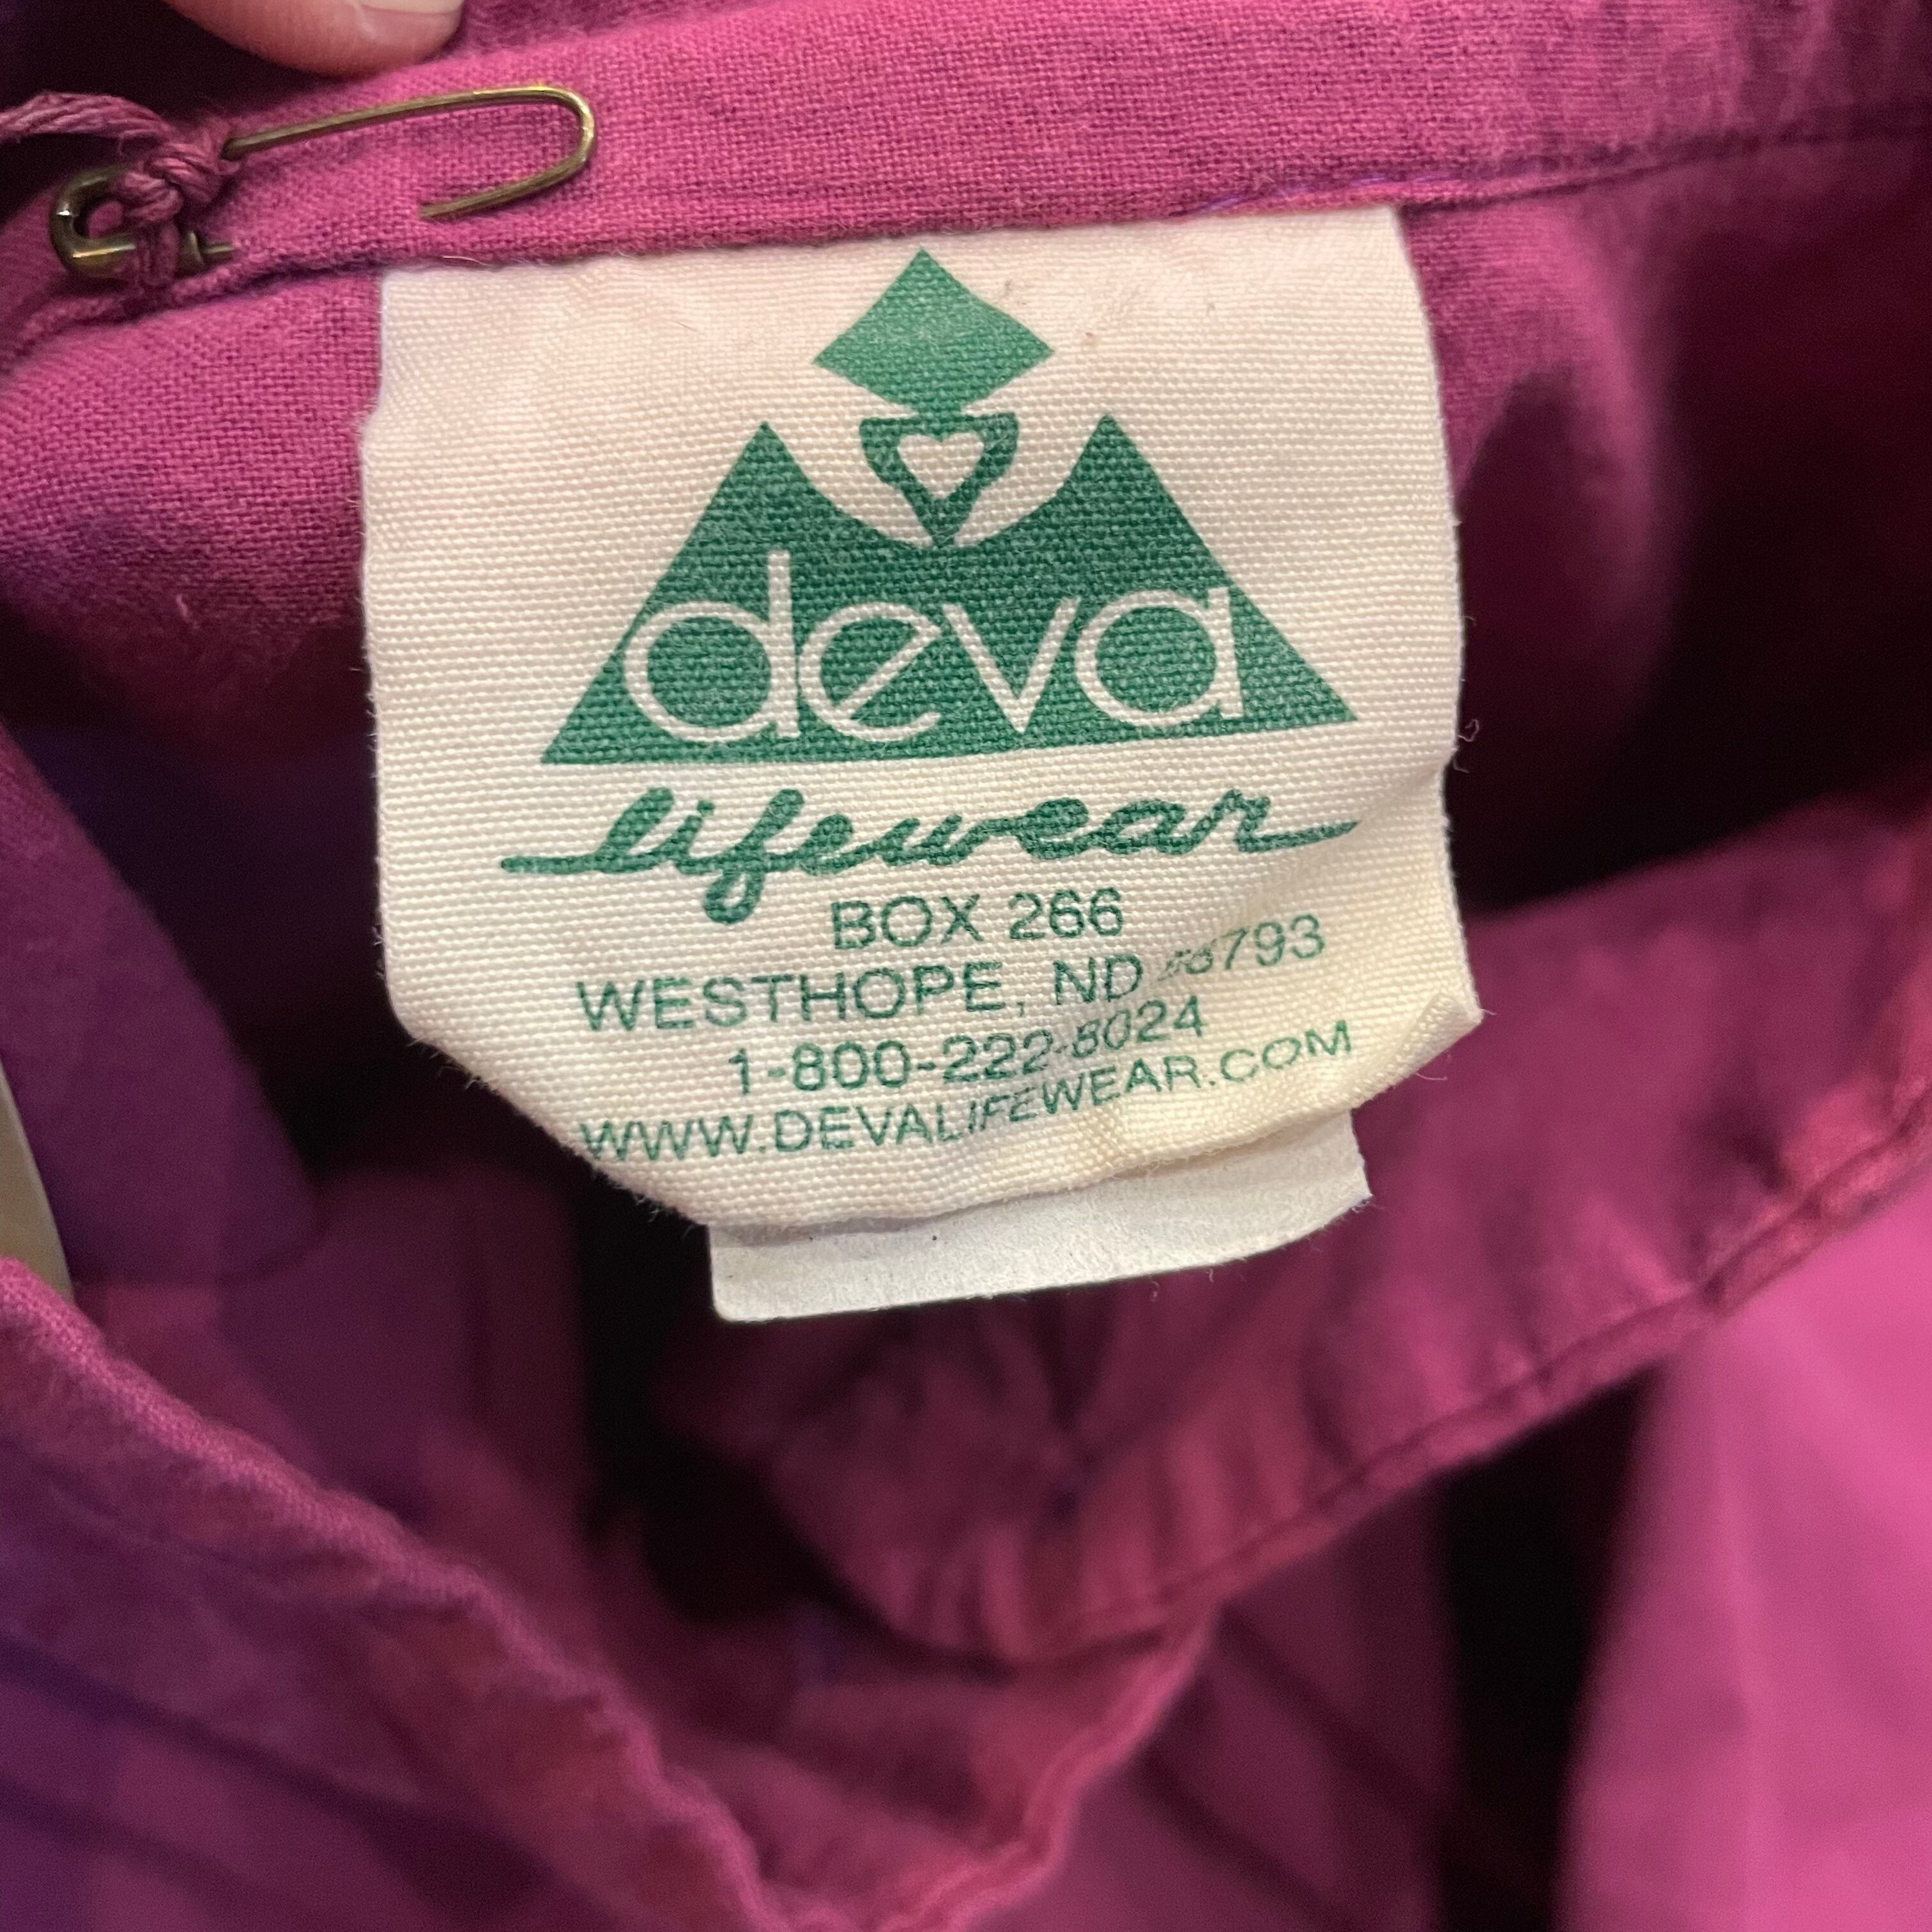 deva
lifewear
BOX 266
WESTHOPE, ND 58793
1-800-222-8024
WWW.DEVALIFEWEAR.COM